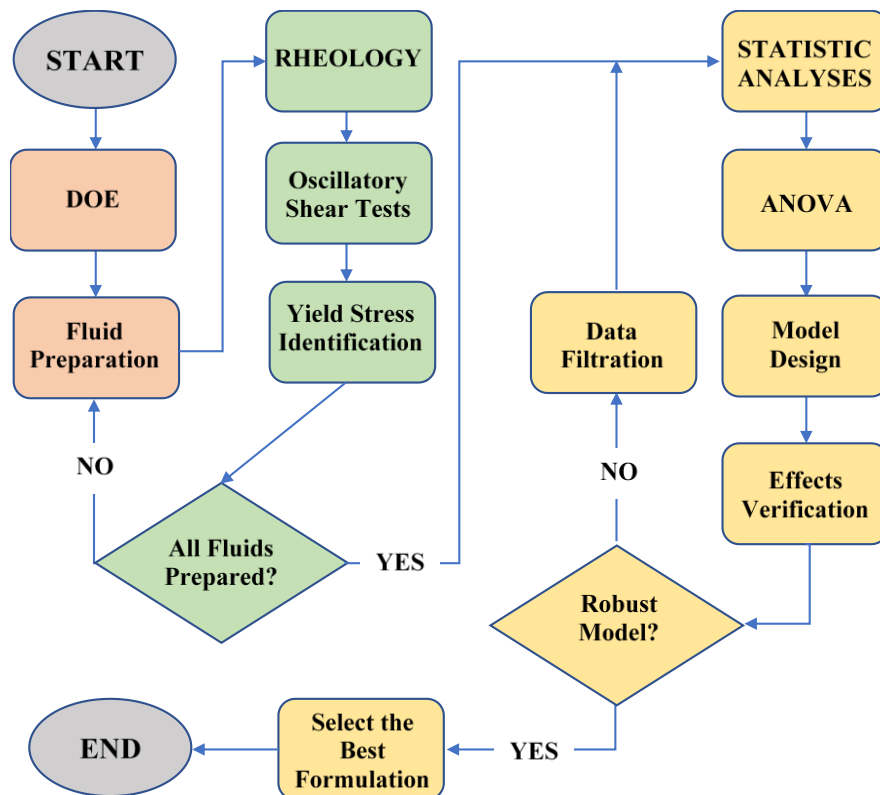 START
DOE
Fluid
Preparation
NO
RHEOLOGY
Oscillatory
Shear Tests
Yield Stress
Identification
All Fluids
Prepared?
YES
STATISTIC
ANALYSES
ANOVA
Model
Design
Effects
Verification
Robust
Model?
NO
Data
Filtration
YES
Select the
Best
Formulation
END